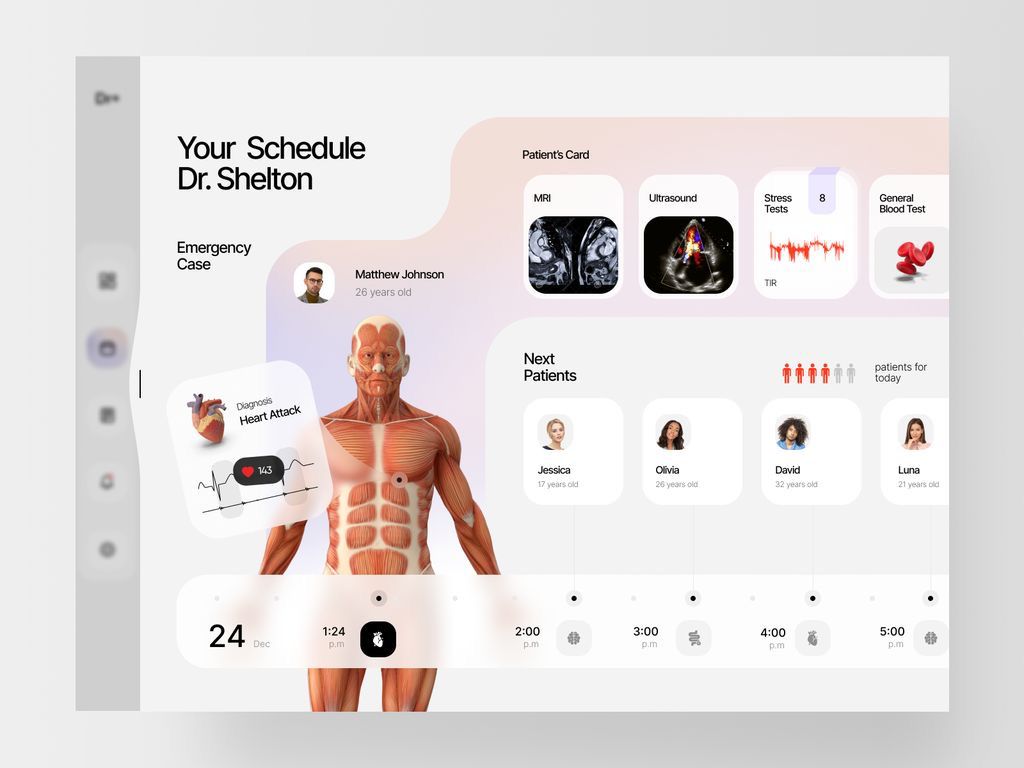 Dr+
Your Schedule
Dr. Shelton
Emergency
Case
Matthew Johnson
26 years old
Diagnosis
Heart Attack
143
Patient's Card
MRI
Ultrasound
Stress
Tests
8
TIR
General
Blood Test
Next
Patients
patients for
today
Jessica
17 years old
Olivia
26 years old
David
32 years old
Luna
21 years old
24 Dec
1:24
p.m
2:00
p.m
3:00
p.m
4:00
p.m
5:00
p.m